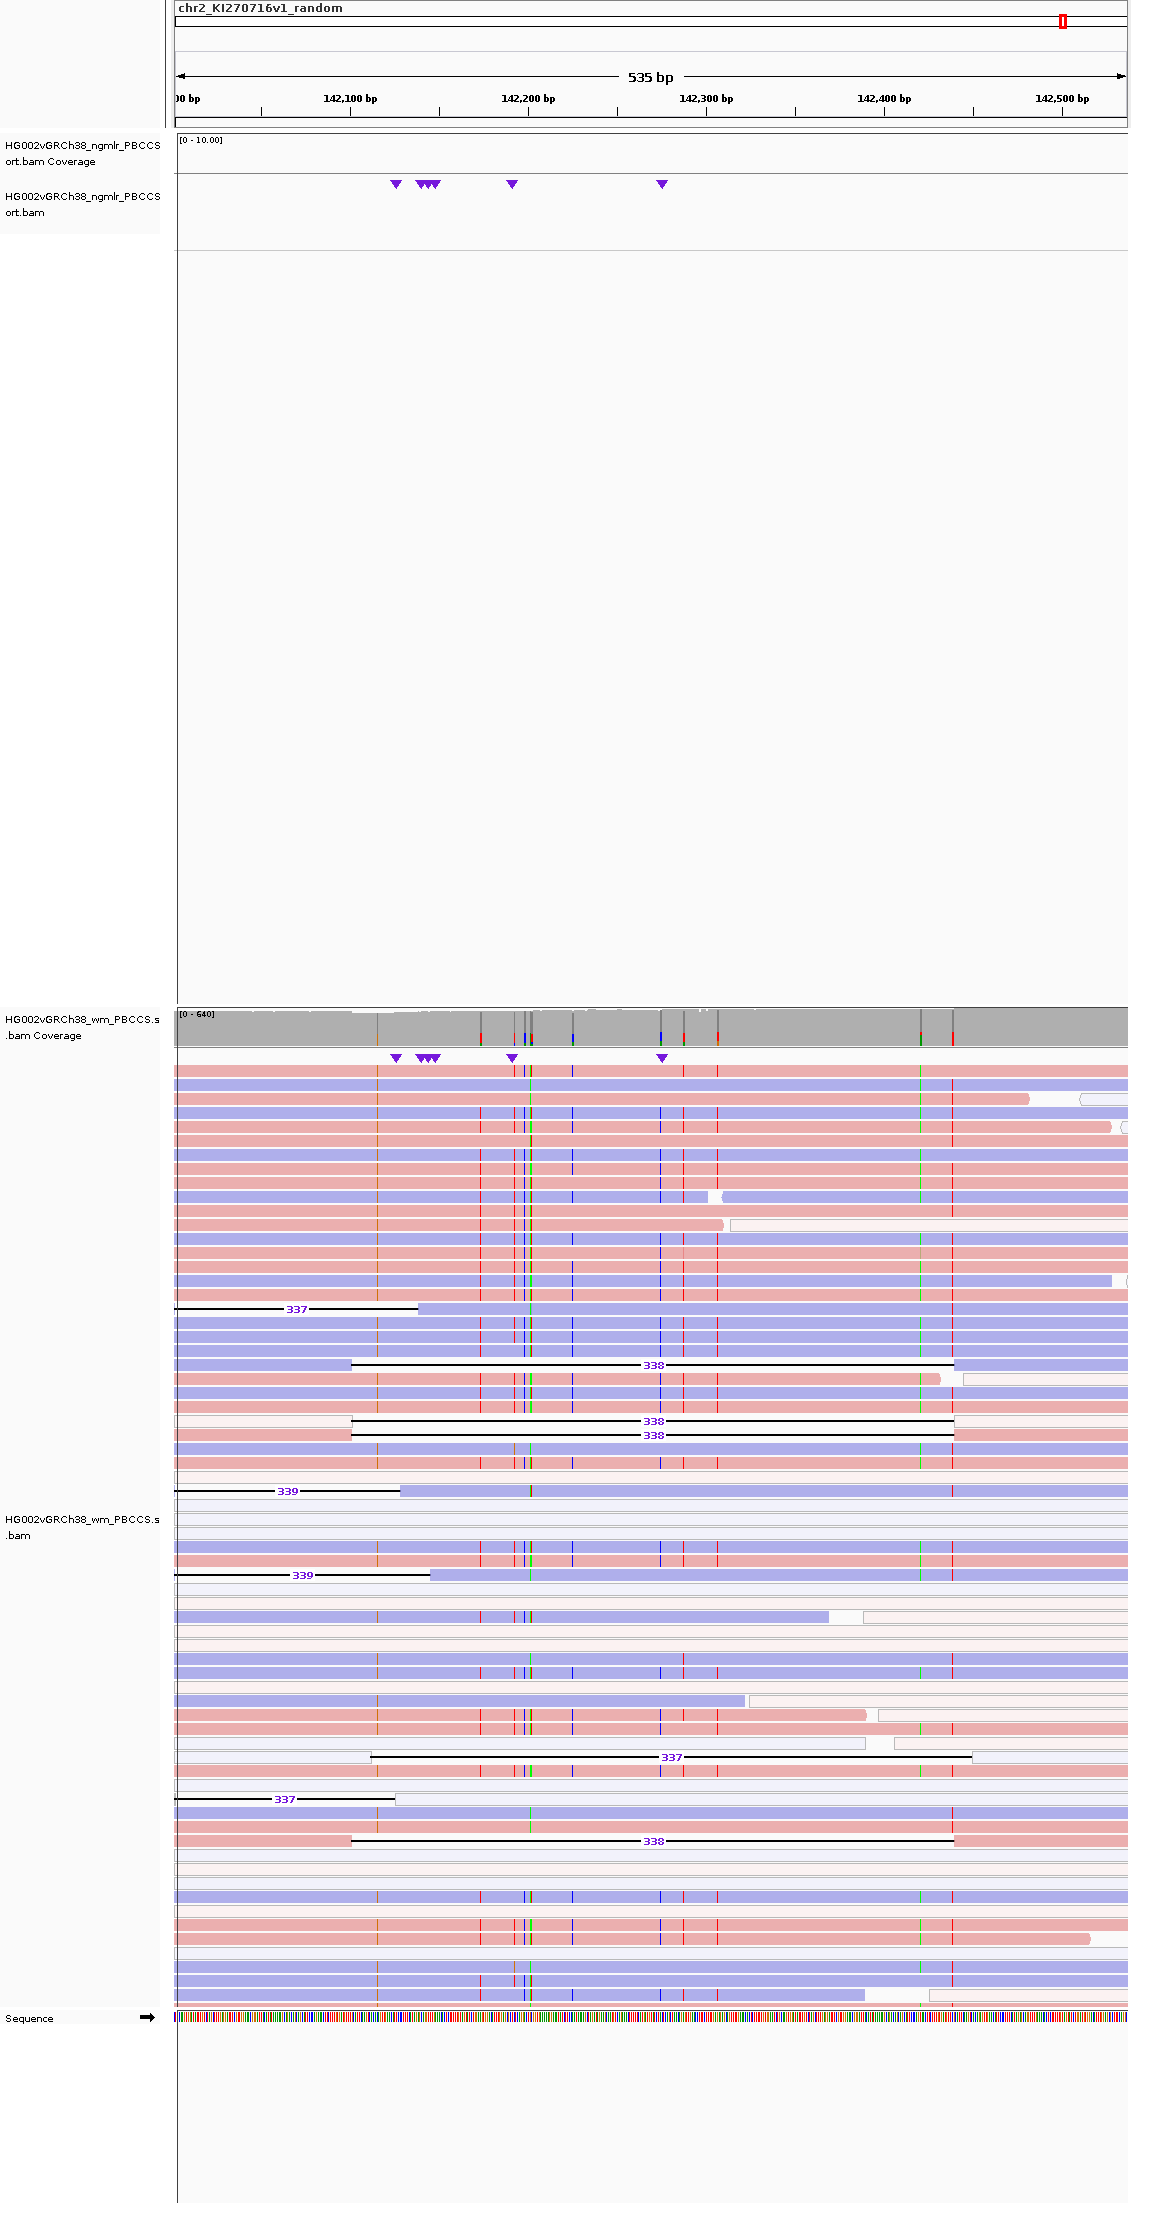 chr2_KI270716v1_random
535 bp
00 bp 142,100 bp 142,200 bp 142,300 bp 142,400 bp 142,500 bp
HG002vGRCh38_ngmlr_PBCCS
ort.bam Coverage
[0 - 10.00]
HG002vGRCh38_ngmlr_PBCCS
ort.bam
HG002vGRCh38_wm_PBCCS.s
.bam Coverage
[0 - 640]
337
338
338
338
339
HG002vGRCh38_wm_PBCCS.s
.bam
339
337
337
338
Sequence